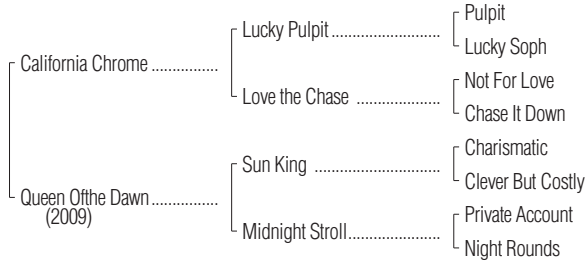 Pulpit
Lucky Pulpit
Lucky Soph
California Chrome
Not For Love
Love the Chase
Chase It Down
Charismatic
Sun King
Clever But Costly
Queen Ofthe Dawn
(2009)
Private Account
Midnight Stroll
Night Rounds